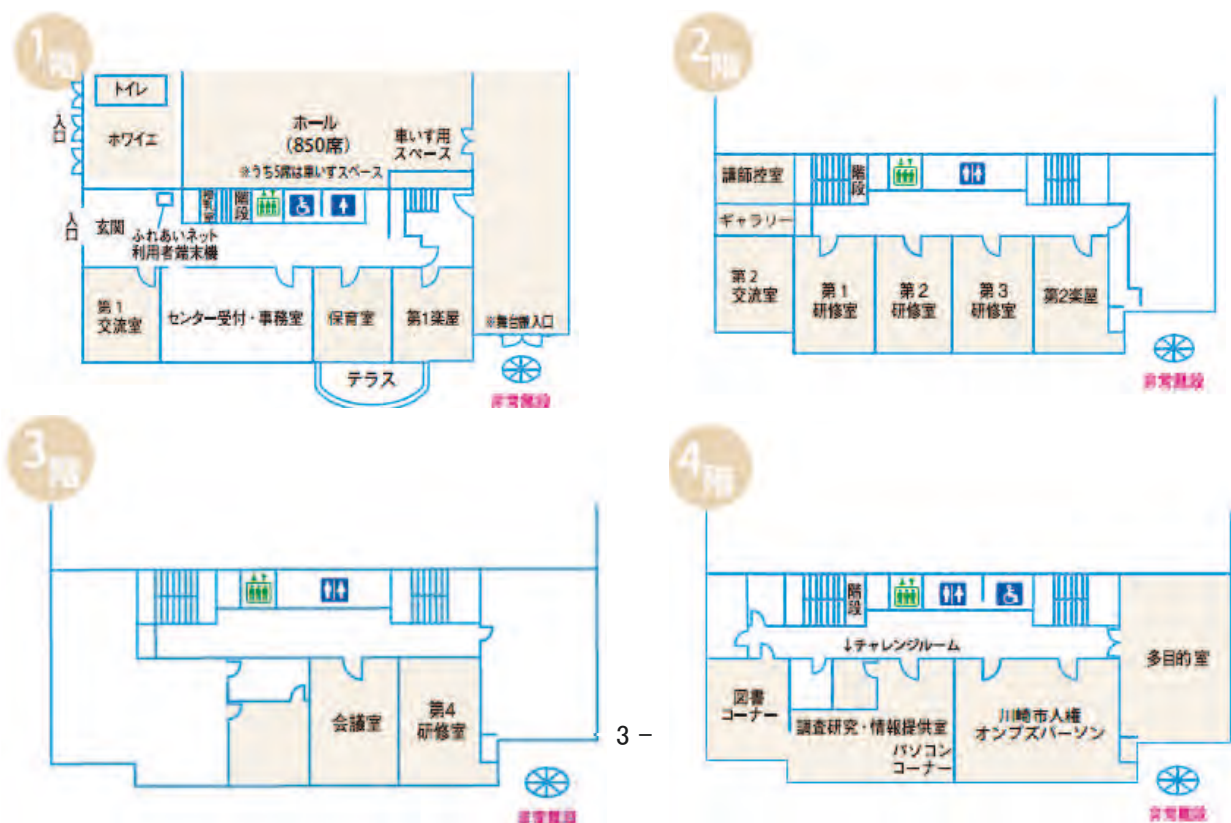 1階
トイレ
入口
ホワイエ
ホール
(850席)
※うち5席は車いすスペース
車いす用
スペース
入口
玄関
ふれあいネット
利用者端末機
授乳室
階段
第1
交流室
センター受付・事務室
保育室
第1楽屋
※舞台搬入口
テラス
非常階段
2階
講師控室
階段
ギャラリー
第2
交流室
第1
研修室
第2
研修室
第3
研修室
第2楽屋
非常階段
3階
会議室
第4
研修室
非常階段
3 −
4階
階段
↓チャレンジルーム
図書
コーナー
調査研究・情報提供室
パソコン
コーナー
川崎市人権
オンブズパーソン
多目的室
非常階段